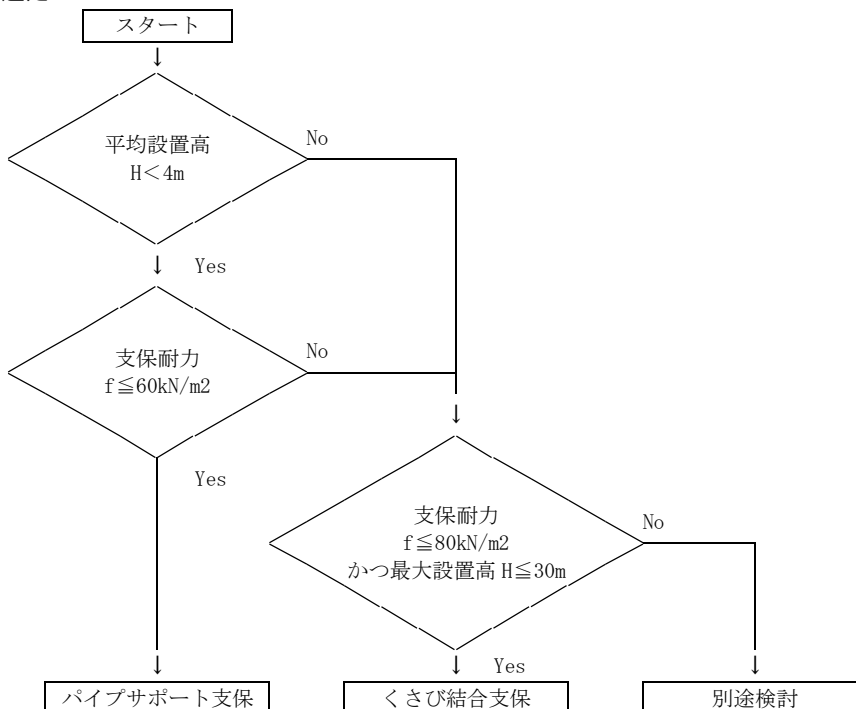 スタート
↓
平均設置高
H＜4m
No
↓ Yes
支保耐力
f≦60kN/m2
No
↓
Yes
支保耐力
f≦80kN/m2
かつ最大設置高 H≦30m
No
↓
↓ Yes
↓
パイプサポート支保
くさび結合支保
別途検討